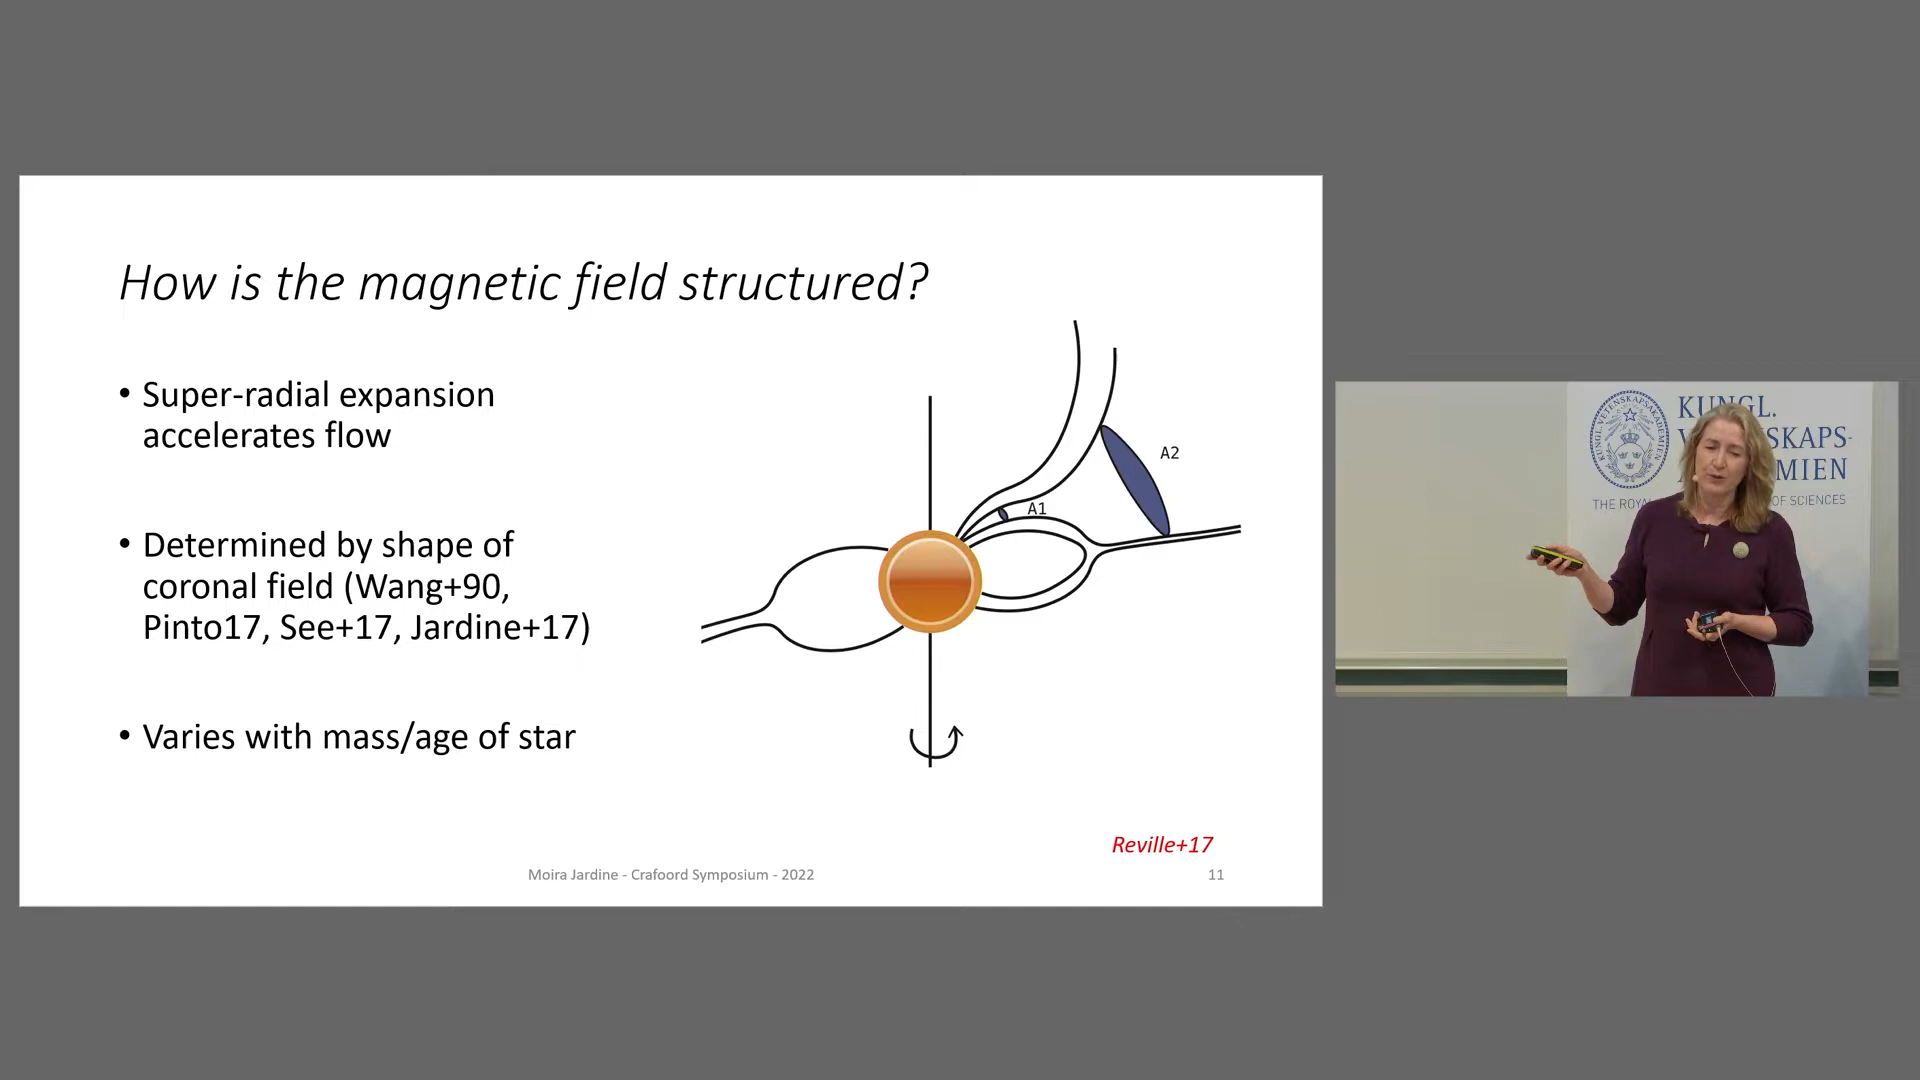 How is the magnetic field structured?
• Super-radial expansion
accelerates flow
• Determined by shape of
coronal field (Wang+90,
Pinto17, See+17, Jardine+17)
• Varies with mass/age of star
A1
A2
Reville+17
Moira Jardine - Crafoord Symposium - 2022
11
KUNGL.
SKAPS-
MIEN
THE ROYA
OF SCIENCES